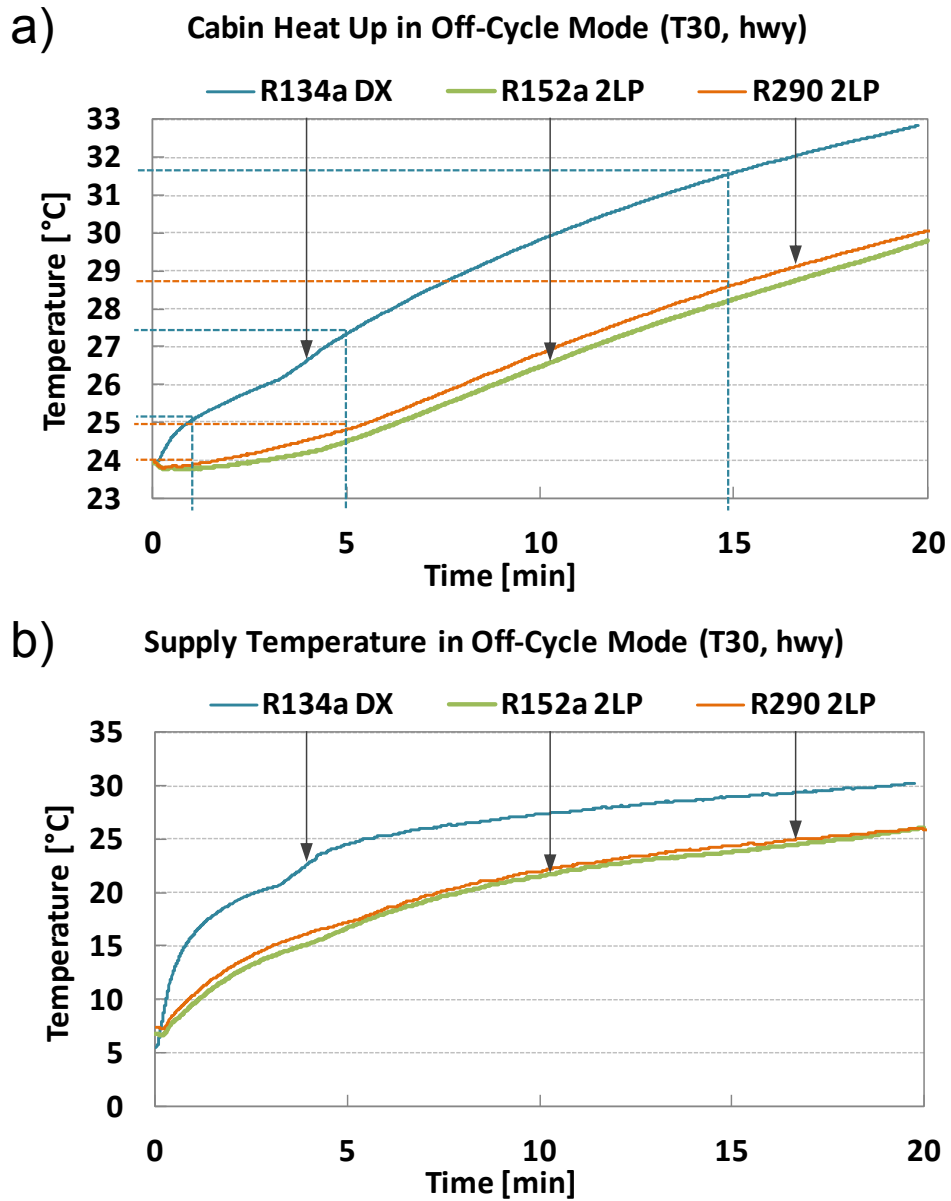 a) Cabin Heat Up in Off-Cycle Mode (T30, hwy)
R134a DX R152a 2LP R290 2LP
33
32
31
30
29
28
27
26
25
24
23
Temperature [°C]
0 5 10 15 20
Time [min]
b) Supply Temperature in Off-Cycle Mode (T30, hwy)
R134a DX R152a 2LP R290 2LP
35
30
25
20
15
10
5
0
Temperature [°C]
0 5 10 15 20
Time [min]